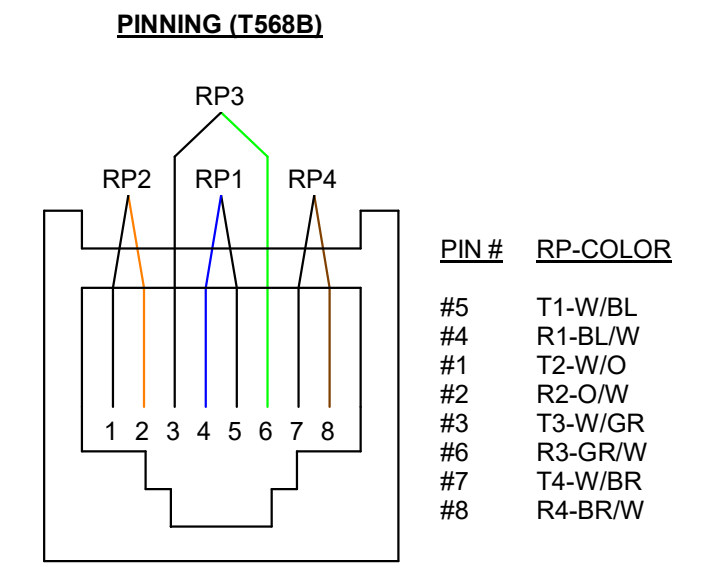 PINNING (T568B)
RP3
RP2 RP1 RP4
1 2 3 4 5 6 7 8
PIN # RP-COLOR
#5 T1-W/BL
#4 R1-BL/W
#1 T2-W/O
#2 R2-O/W
#3 T3-W/GR
#6 R3-GR/W
#7 T4-W/BR
#8 R4-BR/W